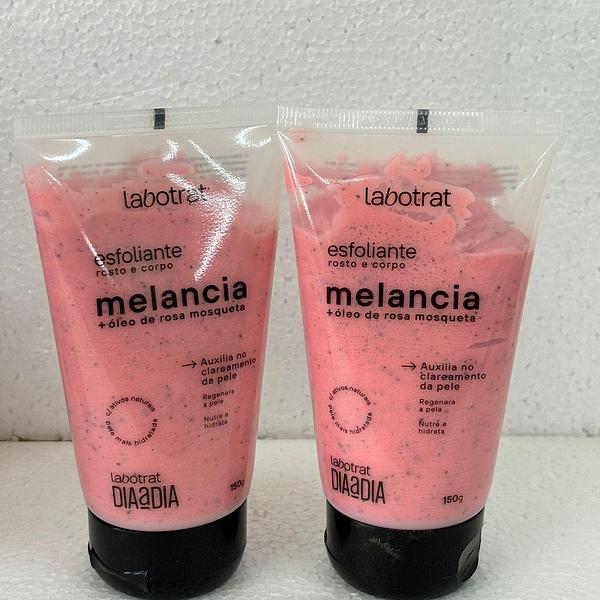 labotrat
esfoliante
rosto e corpo
melancia
+ óleo de rosa mosqueta
→ Auxilia no
clareamento
da pele
Regenera
a pele
Nutre e
hidrata
c/ ativos naturais
pele mais hidratada
labotrat
DIAaDIA
150g
labotrat
esfoliante
rosto e corpo
melancia
+ óleo de rosa mosqueta
→ Auxilia no
clareamento
da pele
Regenera
a pele
Nutre e
hidrata
c/ ativos naturais
pele mais hidratada
labotrat
DIAaDIA
150g